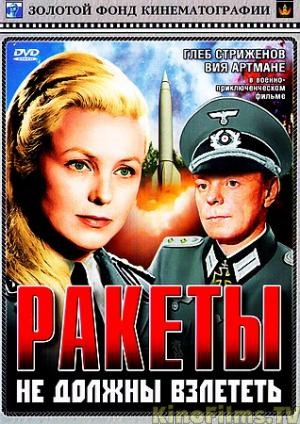 ЗОЛОТОЙ ФОНД КИНЕМАТОГРАФИИ
DVD
ГЛЕБ СТРИЖЕНОВ
ВИЯ АРТМАНЕ
в военно-
приключенческом
фильме
РАКЕТЫ
НЕ ДОЛЖНЫ ВЗЛЕТЕТЬ
KinoFilms.TV